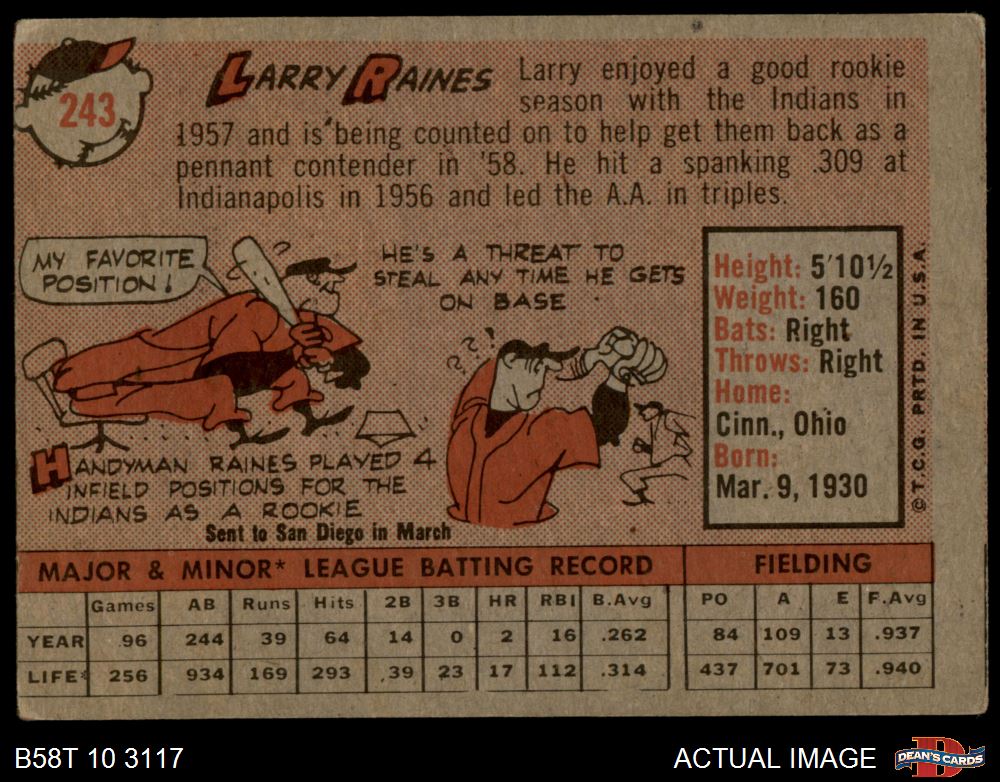 243
LARRY RAINES
Larry enjoyed a good rookie
season with the Indians in
1957 and is being counted on to help get them back as a
pennant contender in '58. He hit a spanking .309 at
Indianapolis in 1956 and led the A.A. in triples.
MY FAVORITE
POSITION!
HE'S A THREAT TO
STEAL ANY TIME HE GETS
ON BASE
HANDYMAN RAINES PLAYED 4
INFIELD POSITIONS FOR THE
INDIANS AS A ROOKIE
Sent to San Diego in March
Height: 5'10½
Weight: 160
Bats: Right
Throws: Right
Home:
Cinn., Ohio
Born:
Mar. 9, 1930
© T.C.G. PRTD. IN U.S.A.
MAJOR & MINOR* LEAGUE BATTING RECORD FIELDING
Games AB Runs Hits 2B 3B HR RBI B.Avg PO A E F.Avg
YEAR 96 244 39 64 14 0 2 16 .262 84 109 13 .937
LIFE* 256 934 169 293 39 23 17 112 .314 437 701 73 .940
B58T 10 3117
ACTUAL IMAGE
D
DEAN'S CARDS